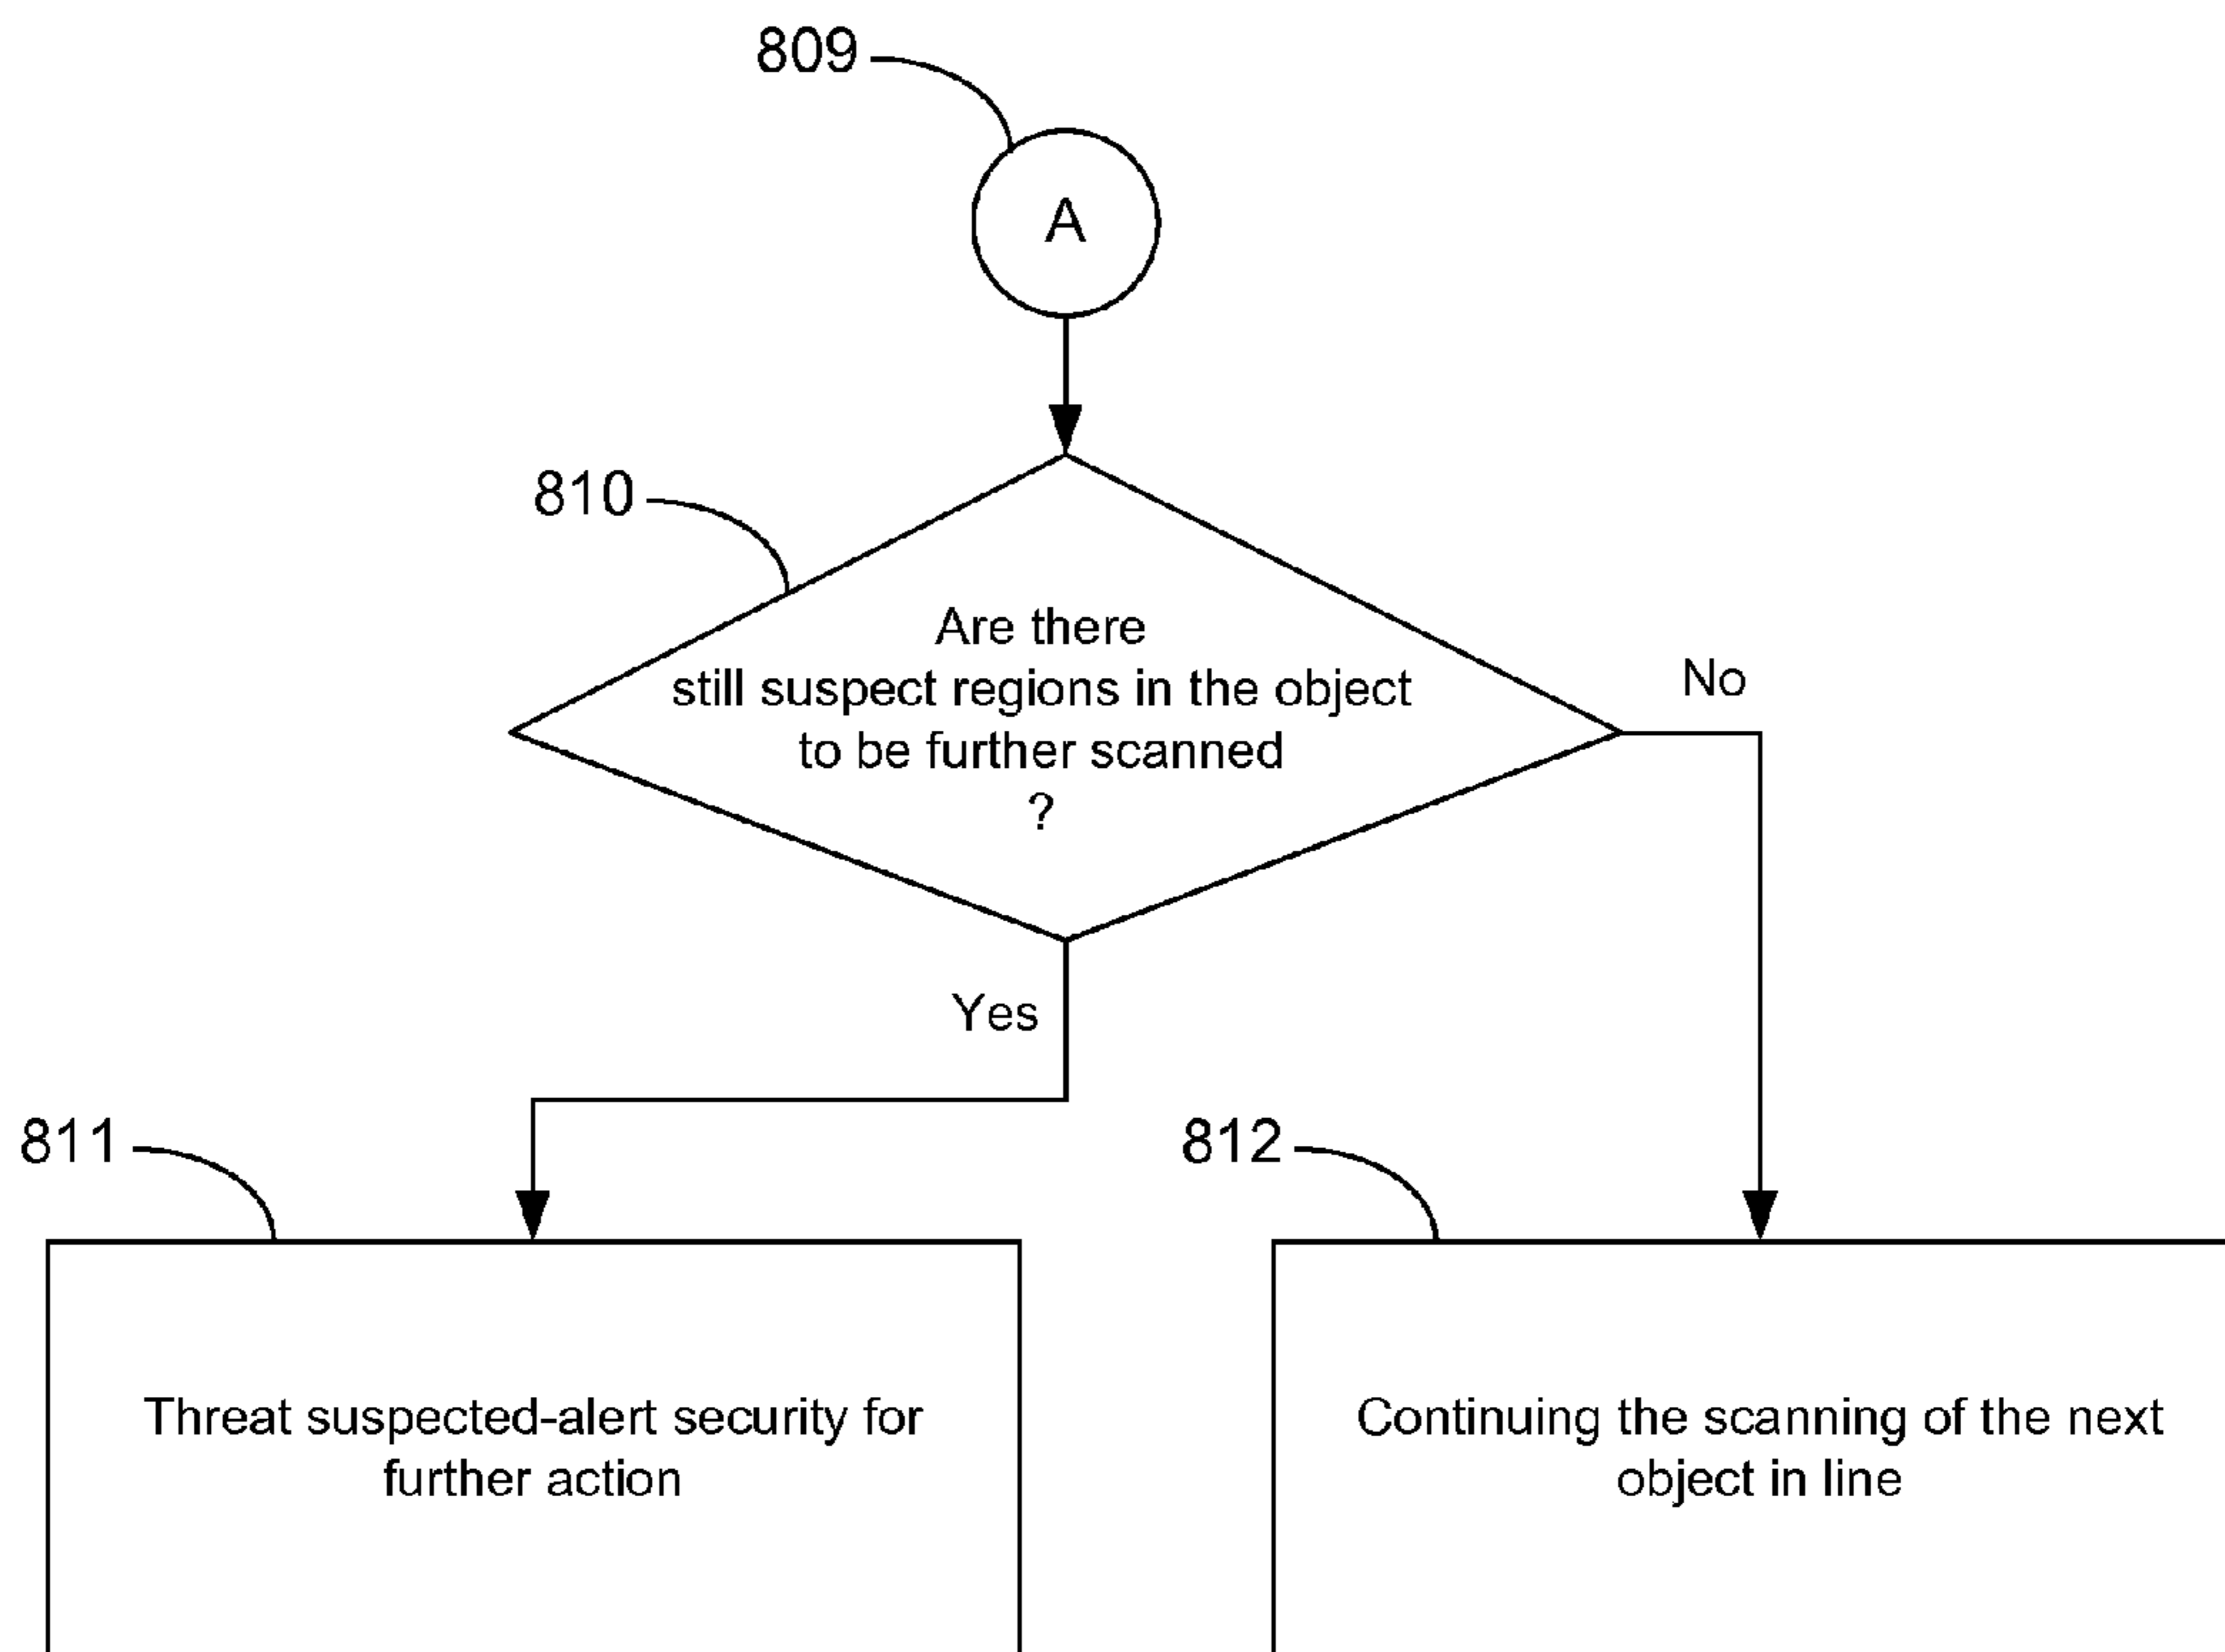 809
A
810
Are there
still suspect regions in the object
to be further scanned
?
No
Yes
811
812
Threat suspected-alert security for
further action
Continuing the scanning of the next
object in line